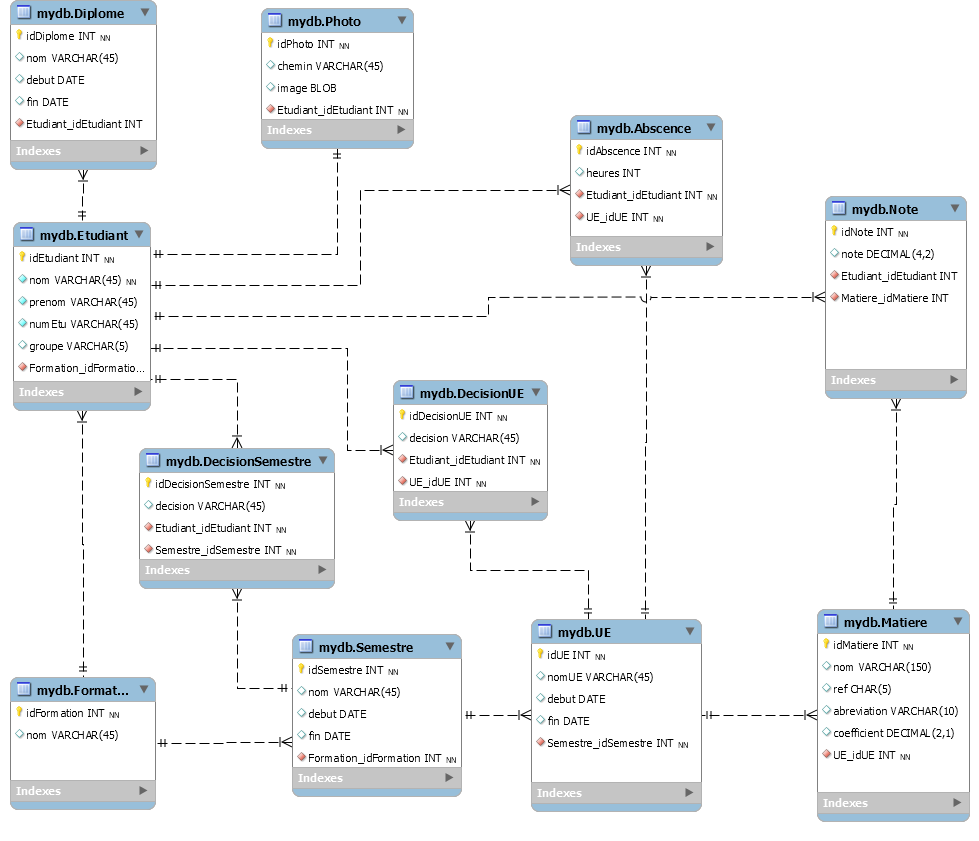 mydb.Diplome
idDiplome INT NN
nom VARCHAR(45)
debut DATE
fin DATE
Etudiant_idEtudiant INT
Indexes
mydb.Photo
idPhoto INT NN
chemin VARCHAR(45)
image BLOB
Etudiant_idEtudiant INT NN
Indexes
mydb.Abscence
idAbscence INT NN
heures INT
Etudiant_idEtudiant INT NN
UE_idUE INT NN
Indexes
mydb.Note
idNote INT NN
note DECIMAL(4,2)
Etudiant_idEtudiant INT
Matiere_idMatiere INT
Indexes
mydb.Etudiant
idEtudiant INT NN
nom VARCHAR(45) NN
prenom VARCHAR(45)
numEtu VARCHAR(45)
groupe VARCHAR(5)
Formation_idFormatio...
Indexes
mydb.DecisionUE
idDecisionUE INT NN
decision VARCHAR(45)
Etudiant_idEtudiant INT NN
UE_idUE INT NN
Indexes
mydb.DecisionSemestre
idDecisionSemestre INT NN
decision VARCHAR(45)
Etudiant_idEtudiant INT NN
Semestre_idSemestre INT NN
Indexes
mydb.Format...
idFormation INT NN
nom VARCHAR(45)
Indexes
mydb.Semestre
idSemestre INT NN
nom VARCHAR(45)
debut DATE
fin DATE
Formation_idFormation INT NN
Indexes
mydb.UE
idUE INT NN
nomUE VARCHAR(45)
debut DATE
fin DATE
Semestre_idSemestre INT NN
Indexes
mydb.Matiere
idMatiere INT NN
nom VARCHAR(150)
ref CHAR(5)
abreviation VARCHAR(10)
coefficient DECIMAL(2,1)
UE_idUE INT NN
Indexes